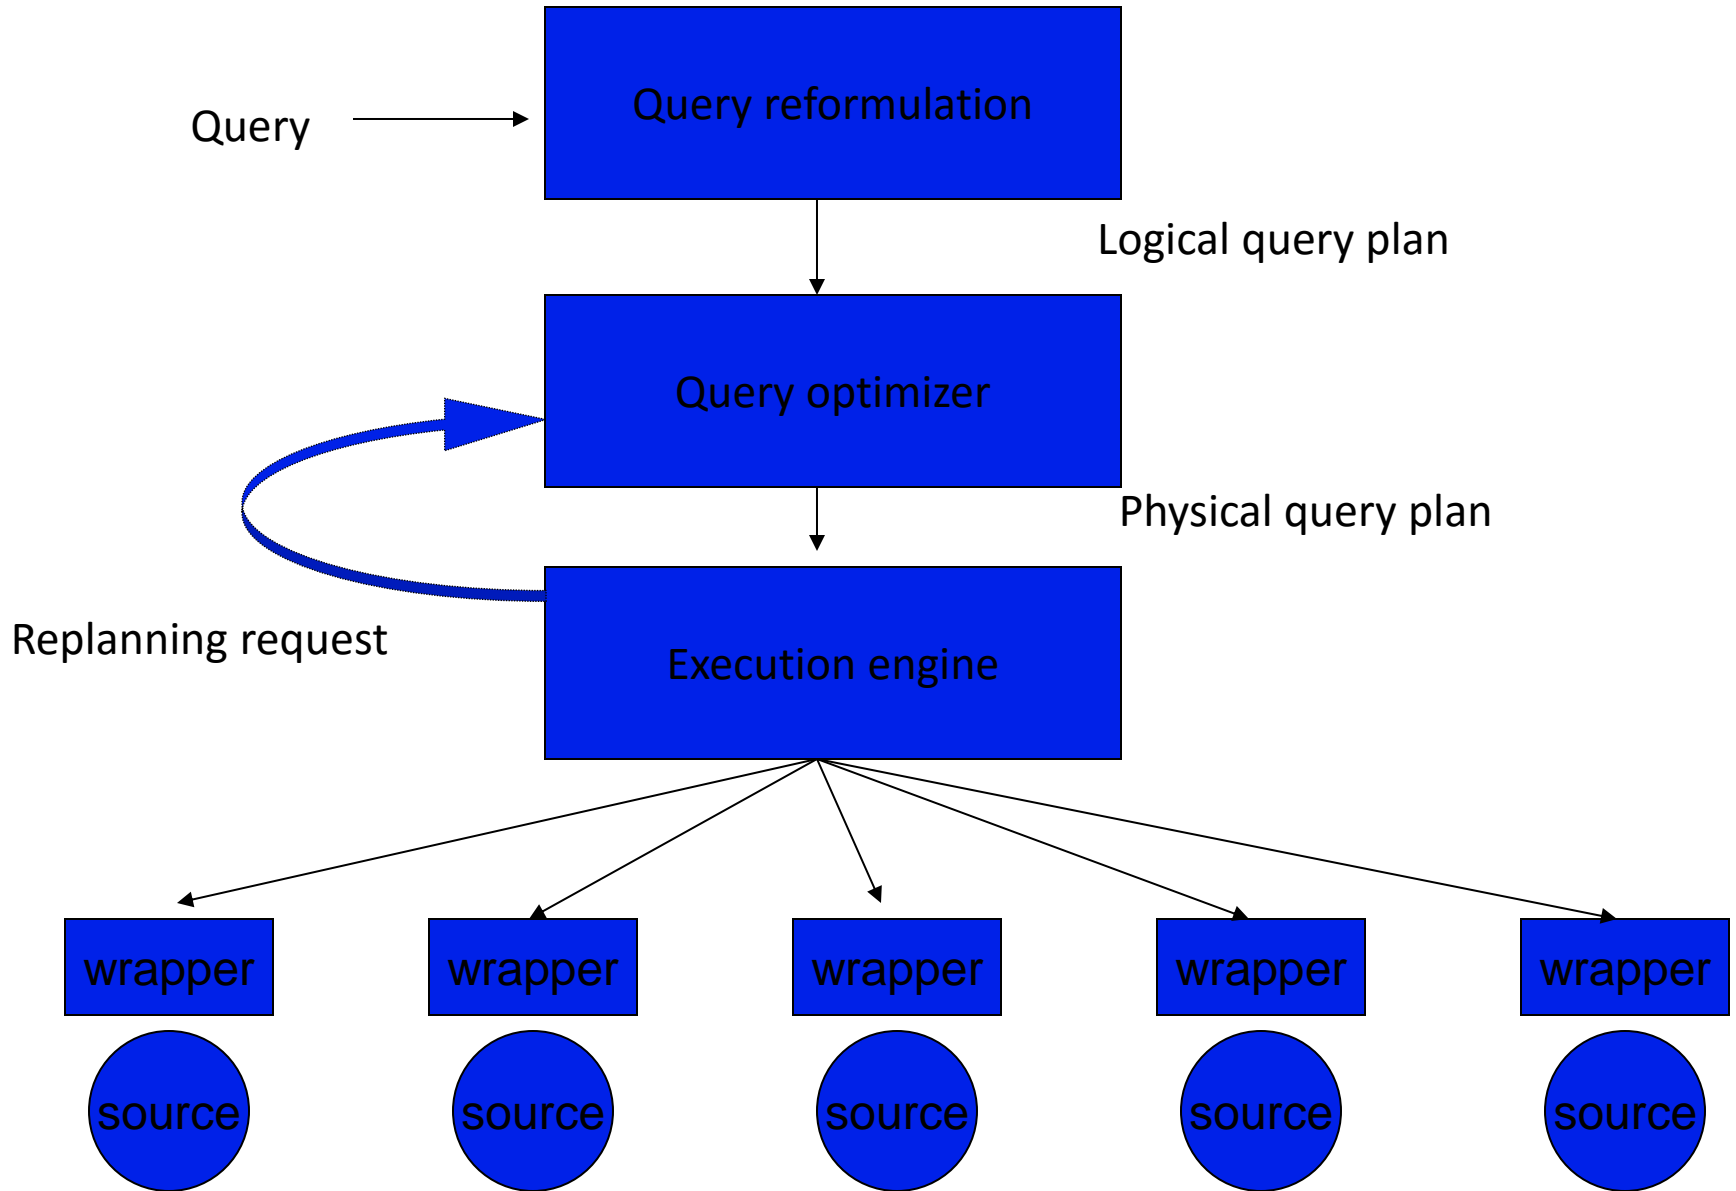 Query reformulation
Query
Logical query plan
Query optimizer
Physical query plan
Replanning request
Execution engine
wrapper
wrapper
wrapper
wrapper
wrapper
source
source
source
source
source